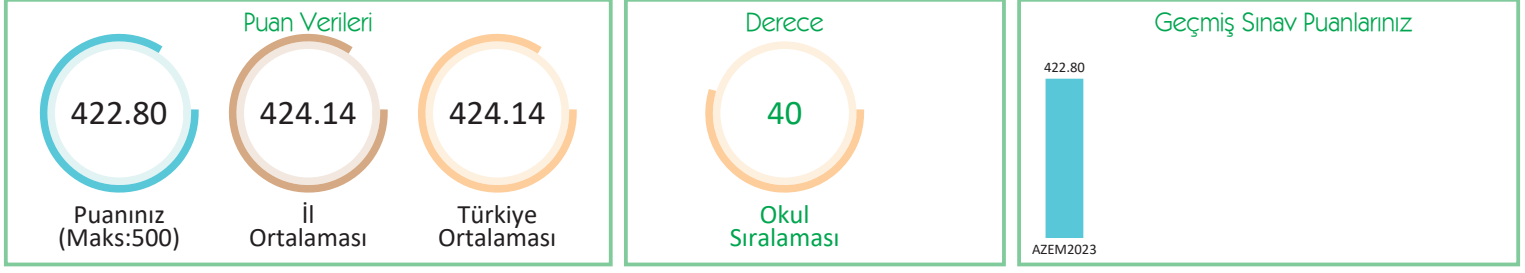 Puan Verileri
422.80
424.14
424.14
Puanınız
(Maks:500)
İl
Ortalaması
Türkiye
Ortalaması
Derece
40
Okul
Sıralaması
Geçmiş Sınav Puanlarınız
422.80
AZEM2023